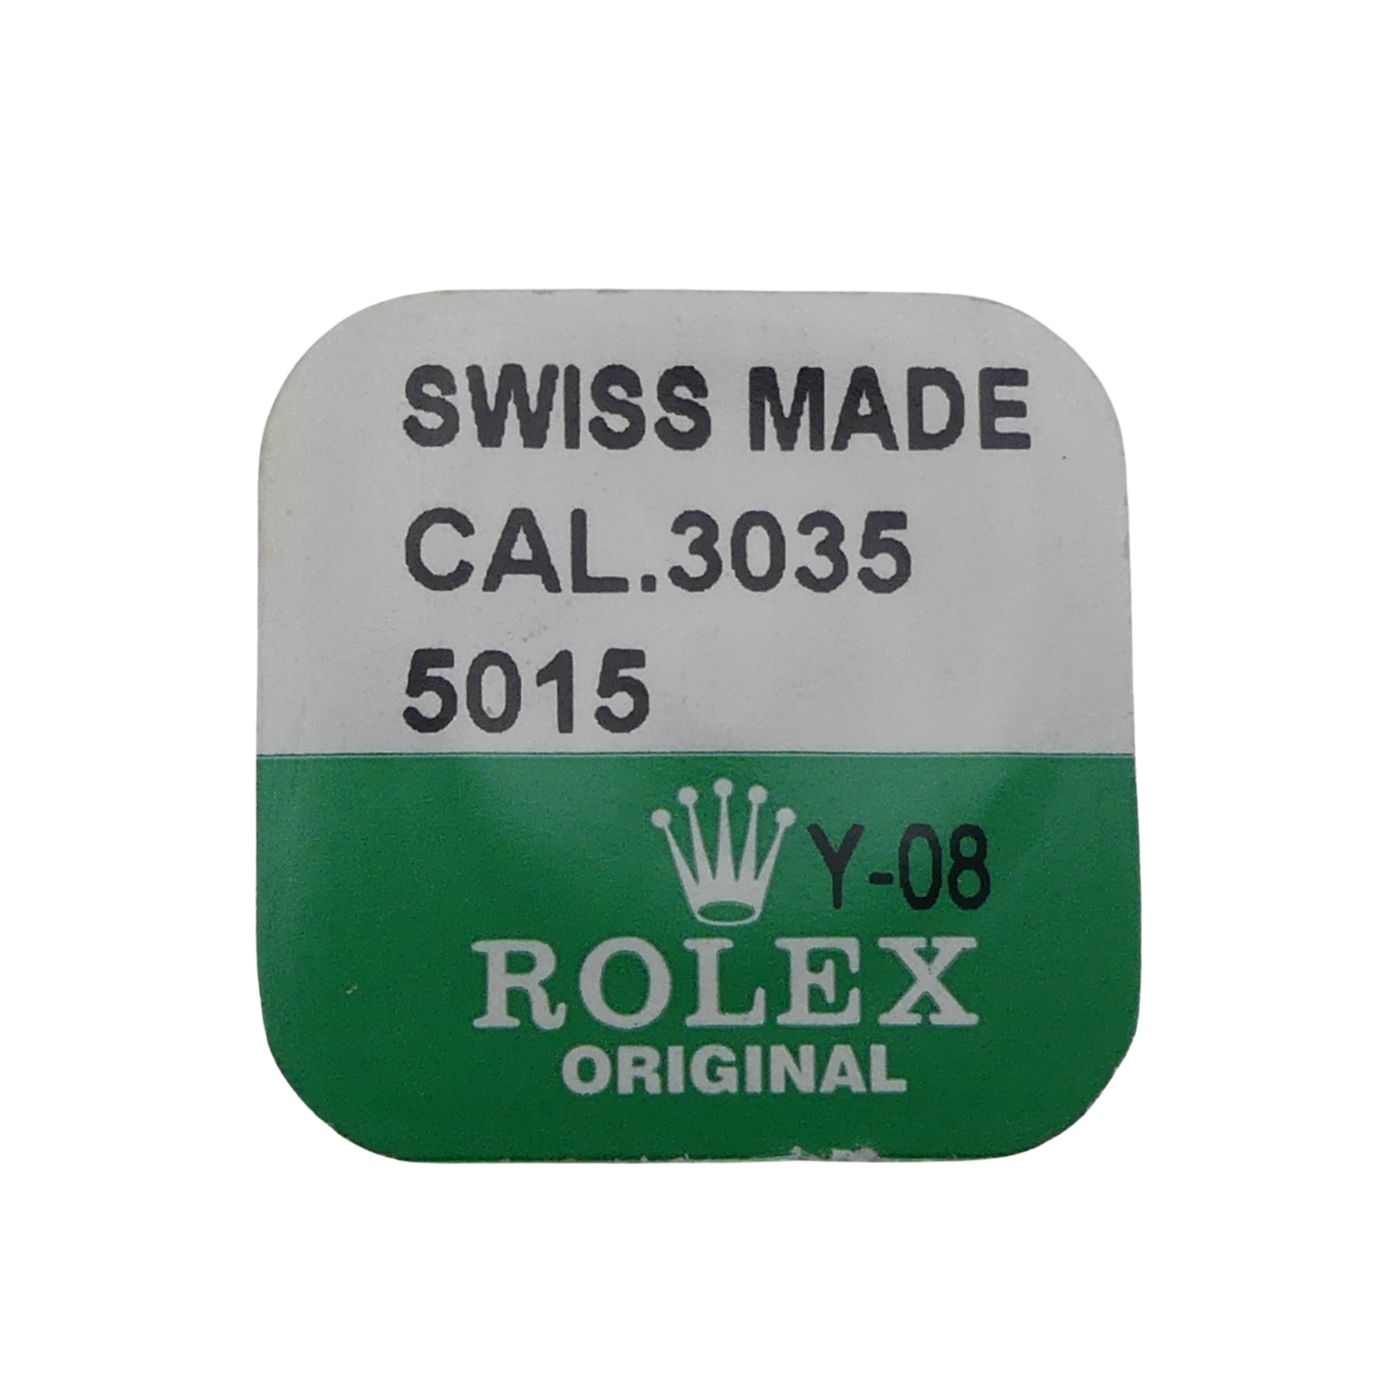 SWISS MADE
CAL.3035
5015
Y-08
ROLEX
ORIGINAL